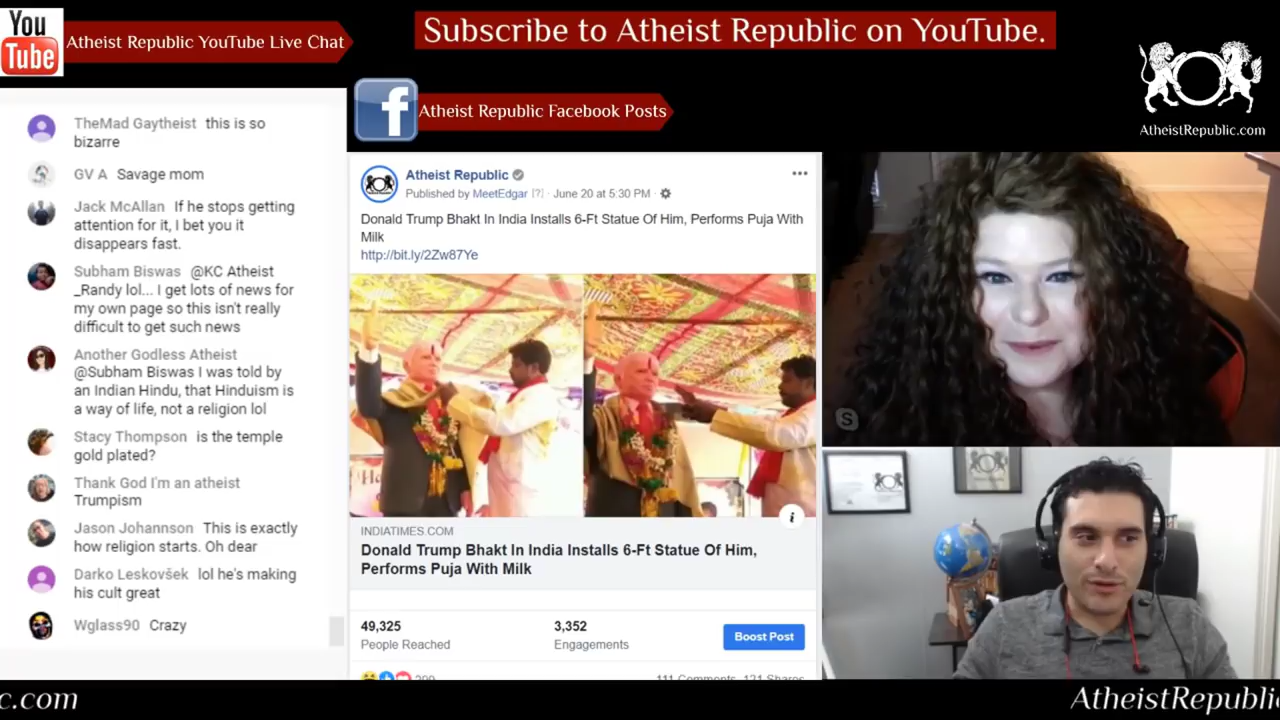 You
Tube
Atheist Republic YouTube Live Chat
Subscribe to Atheist Republic on YouTube.
AtheistRepublic.com
f
Atheist Republic Facebook Posts
TheMad Gaytheist this is so
bizarre
GV A Savage mom
Jack McAllan If he stops getting
attention for it, I bet you it
disappears fast.
Subham Biswas @KC Atheist
_Randy lol... I get lots of news for
my own page so this isn't really
difficult to get such news
Another Godless Atheist
@Subham Biswas I was told by
an Indian Hindu, that Hinduism is
a way of life, not a religion lol
Stacy Thompson is the temple
gold plated?
Thank God I'm an atheist
Trumpism
Jason Johannson This is exactly
how religion starts. Oh dear
Darko Leskovšek lol he's making
his cult great
Wglass90 Crazy
Atheist Republic
Published by MeetEdgar [?] · June 20 at 5:30 PM ·
Donald Trump Bhakt In India Installs 6-Ft Statue Of Him, Performs Puja With
Milk
http://bit.ly/2Zw87Ye
INDIATIMES.COM
Donald Trump Bhakt In India Installs 6-Ft Statue Of Him,
Performs Puja With Milk
49,325
People Reached
3,352
Engagements
Boost Post
299
111 Comments 121 Shares
c.com
AtheistRepublic